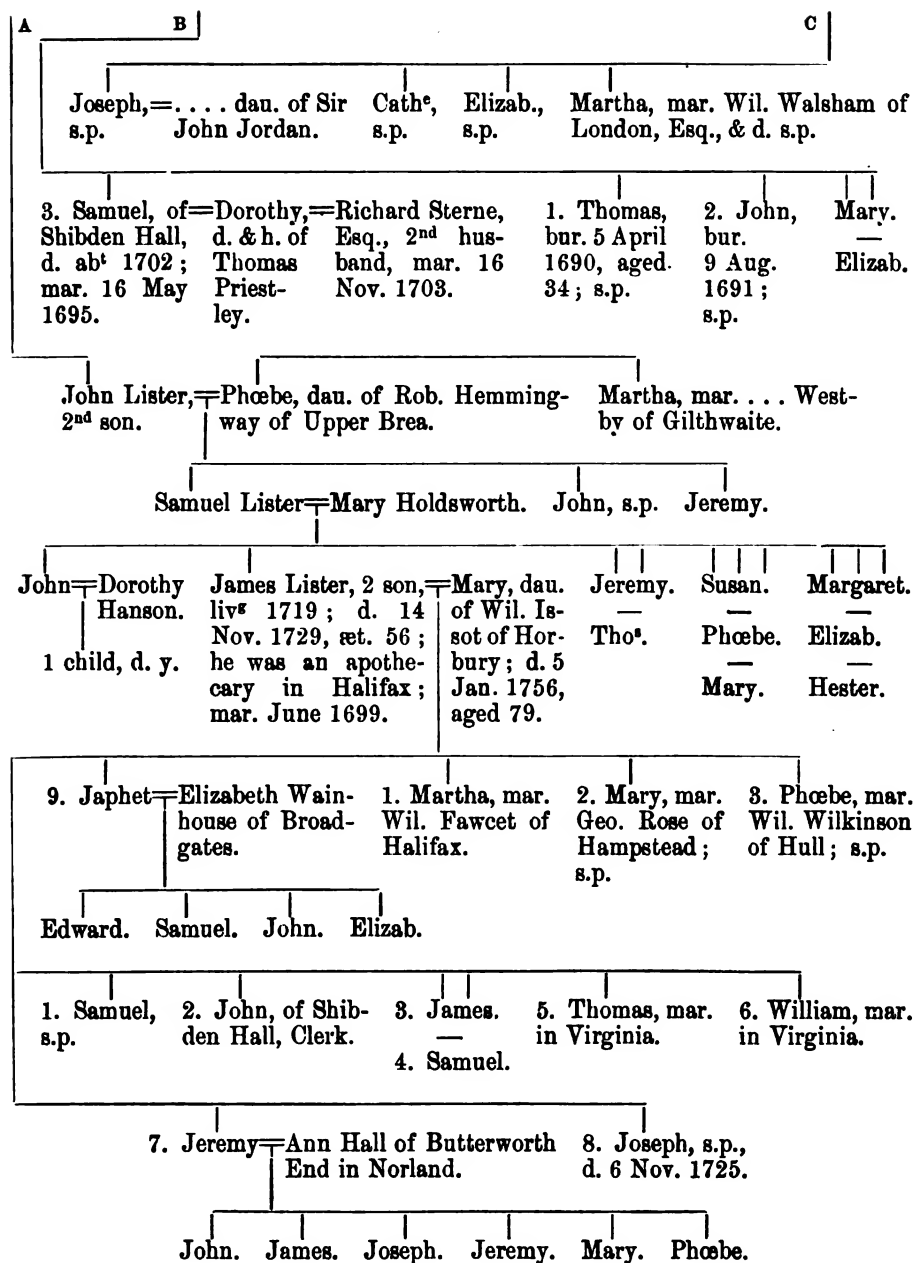 A B C
Joseph,=.... dau. of Sir Cathᵉ, Elizab., Martha, mar. Wil. Walsham of
s.p. John Jordan. s.p. s.p. London, Esq., & d. s.p.
3. Samuel, of=Dorothy,=Richard Sterne, 1. Thomas, 2. John, Mary.
Shibden Hall, d. & h. of Esq., 2ⁿᵈ hus- bur. 5 April bur. —
d. abᵗ 1702; Thomas band, mar. 16 1690, aged 9 Aug. Elizab.
mar. 16 May Priest- Nov. 1703. 34; s.p. 1691;
1695. ley. s.p.
John Lister,=Phœbe, dau. of Rob. Hemming- Martha, mar. .... West-
2ⁿᵈ son. way of Upper Brea. by of Gilthwaite.
Samuel Lister=Mary Holdsworth. John, s.p. Jeremy.
John=Dorothy James Lister, 2 son,=Mary, dau. Jeremy. Susan. Margaret.
Hanson. livᵍ 1719; d. 14 of Wil. Is- — — —
Nov. 1729, æt. 56; sot of Hor- Thoˢ. Phœbe. Elizab.
1 child, d. y. he was an apothe- bury; d. 5 — —
cary in Halifax; Jan. 1756, Mary. Hester.
mar. June 1699. aged 79.
9. Japhet=Elizabeth Wain- 1. Martha, mar. 2. Mary, mar. 3. Phœbe, mar.
house of Broad- Wil. Fawcet of Geo. Rose of Wil. Wilkinson
gates. Halifax. Hampstead; of Hull; s.p.
s.p.
Edward. Samuel. John. Elizab.
1. Samuel, 2. John, of Shib- 3. James. 5. Thomas, mar. 6. William, mar.
s.p. den Hall, Clerk. — in Virginia. in Virginia.
4. Samuel.
7. Jeremy=Ann Hall of Butterworth 8. Joseph, s.p.,
End in Norland. d. 6 Nov. 1725.
John. James. Joseph. Jeremy. Mary. Phœbe.